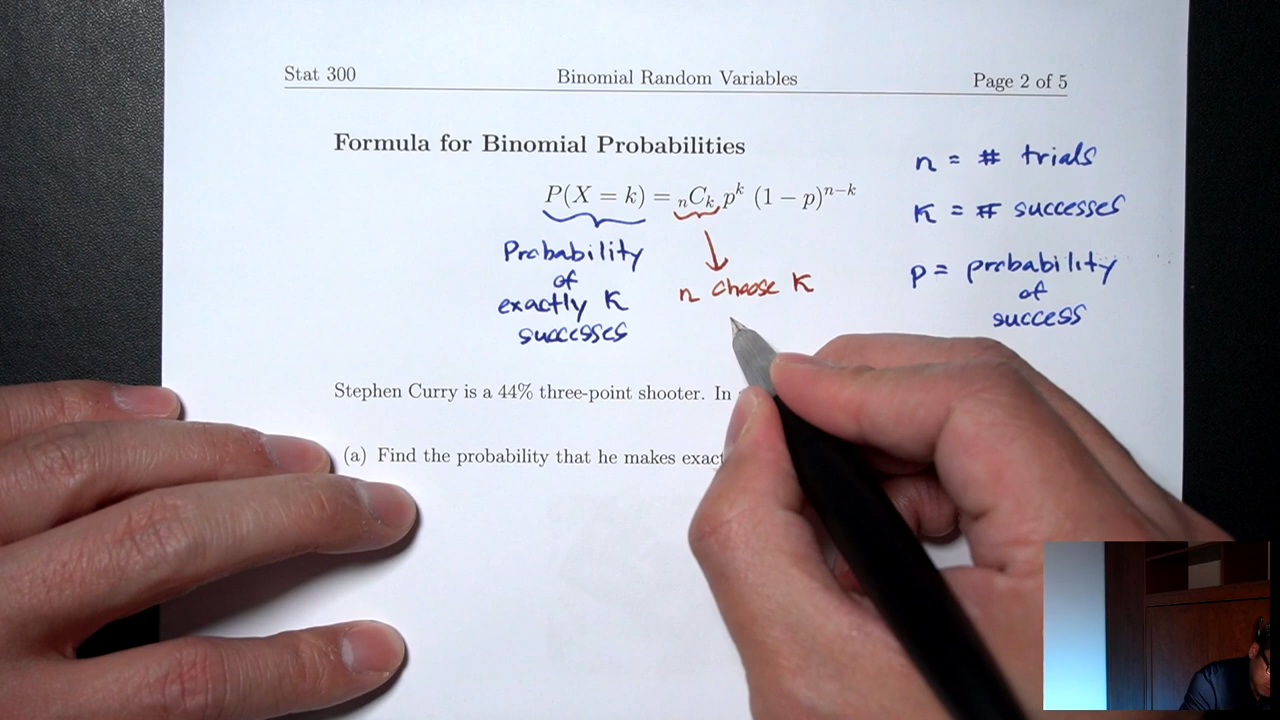 Stat 300 Binomial Random Variables Page 2 of 5
Formula for Binomial Probabilities
P(X = k) = ₙCₖ pᵏ (1 − p)ⁿ⁻ᵏ
Probability
of
exactly K
successes
n choose K
n = # trials
K = # successes
p = probability
of
success
Stephen Curry is a 44% three-point shooter. In
(a) Find the probability that he makes